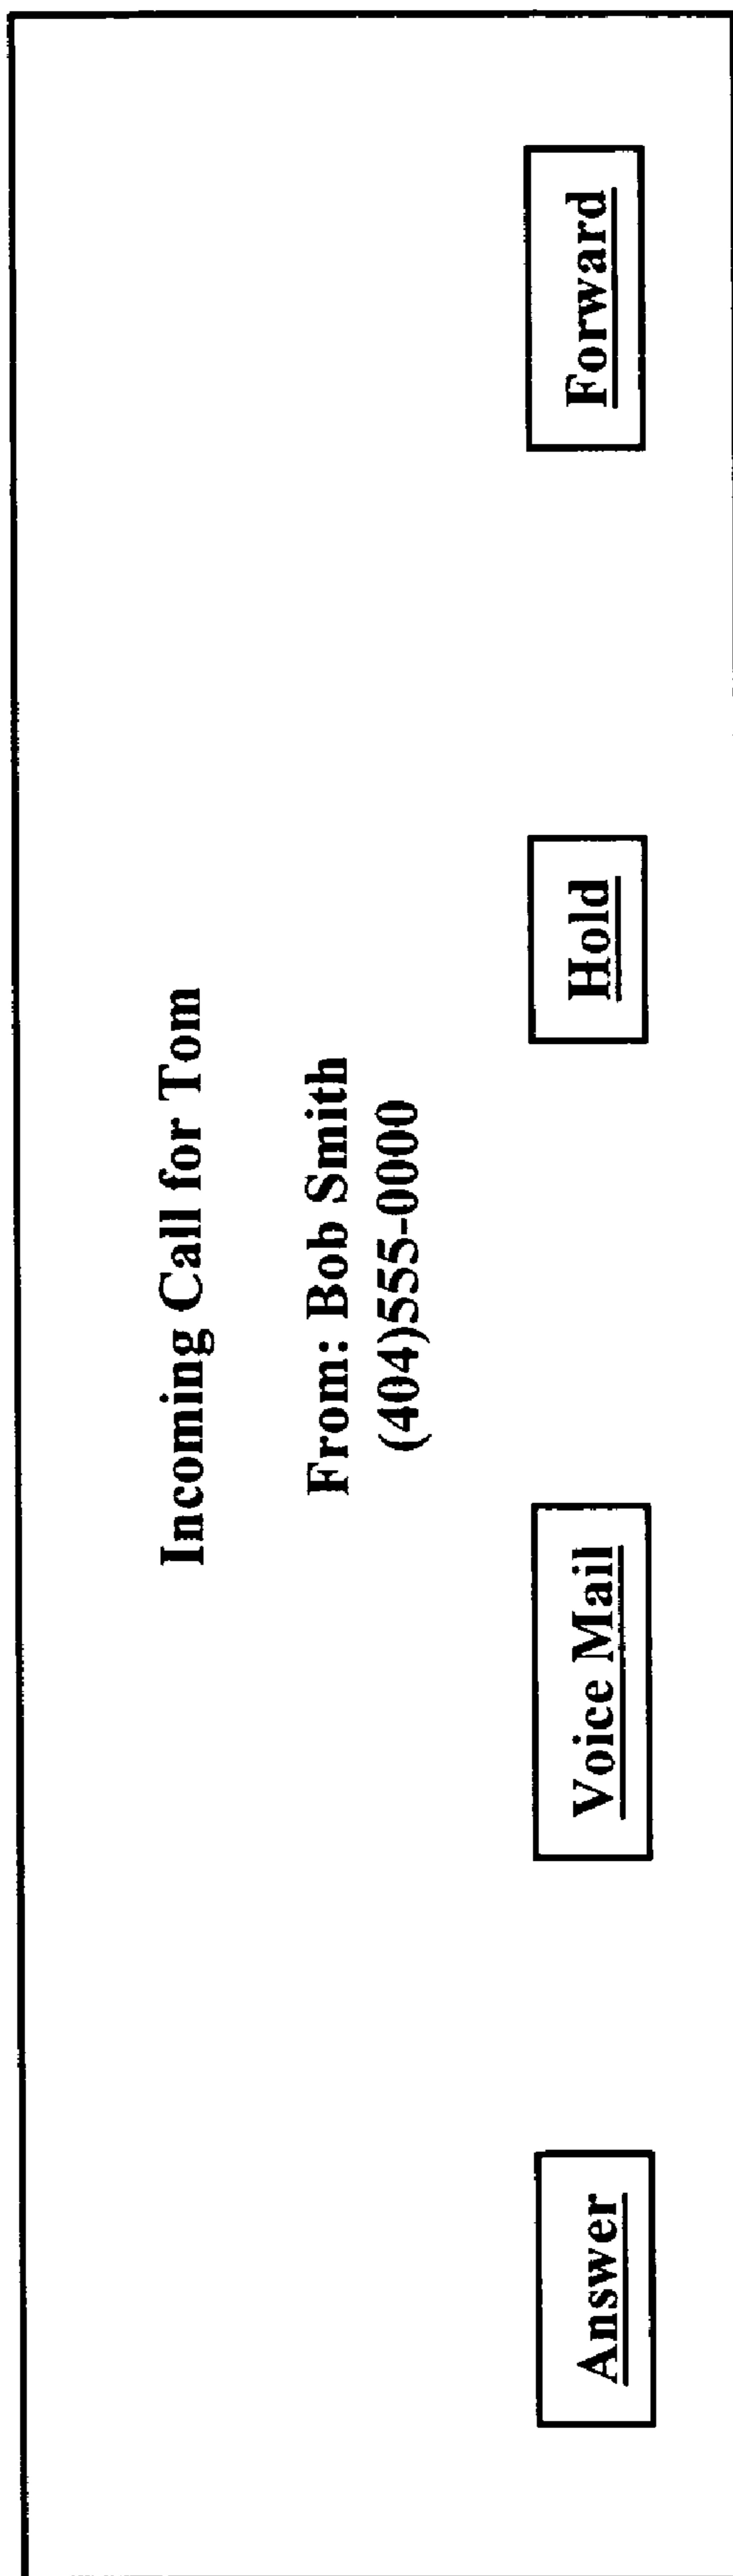 Incoming Call for Tom
From: Bob Smith
(404)555-0000
Answer
Voice Mail
Hold
Forward